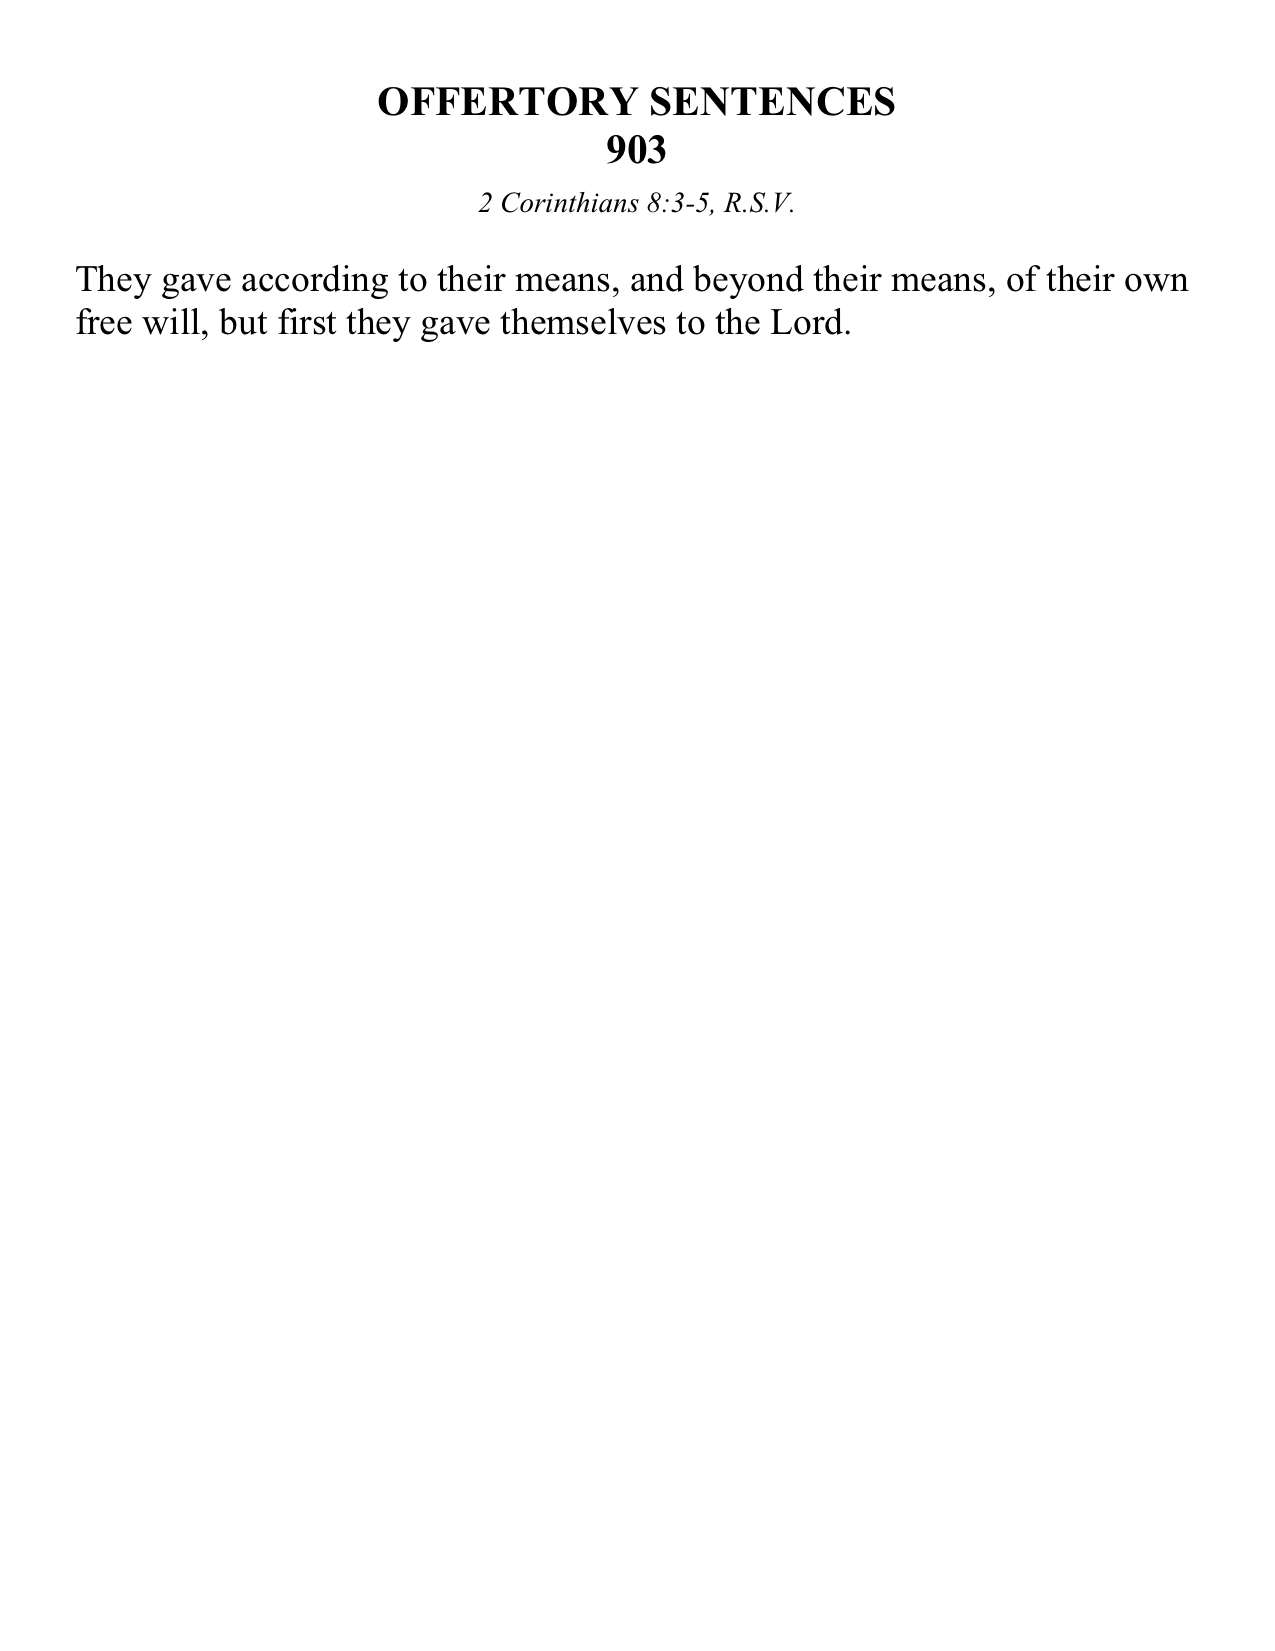 OFFERTORY SENTENCES
903
2 Corinthians 8:3-5, R.S.V.
They gave according to their means, and beyond their means, of their own
free will, but first they gave themselves to the Lord.